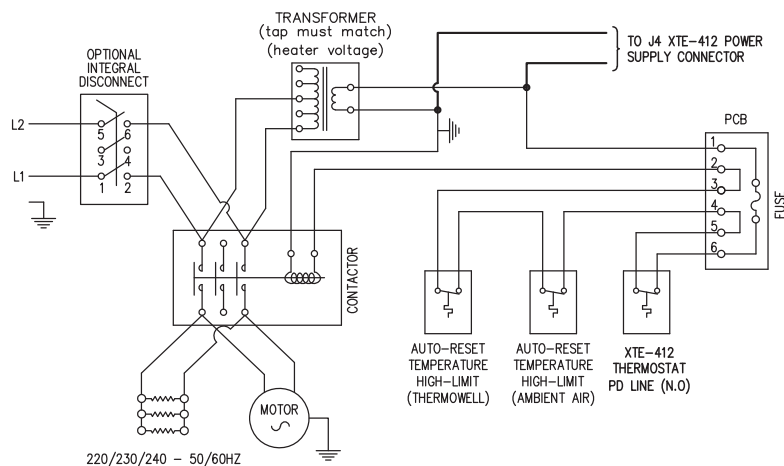 TRANSFORMER
(tap must match)
(heater voltage)
TO J4 XTE-412 POWER
SUPPLY CONNECTOR
OPTIONAL
INTEGRAL
DISCONNECT
L2
5 6
3 4
L1
1 2
PCB
1
2
3
4
5
6
FUSE
CONTACTOR
AUTO-RESET
TEMPERATURE
HIGH-LIMIT
(THERMOWELL)
AUTO-RESET
TEMPERATURE
HIGH-LIMIT
(AMBIENT AIR)
XTE-412
THERMOSTAT
PD LINE (N.O)
MOTOR
220/230/240 - 50/60HZ